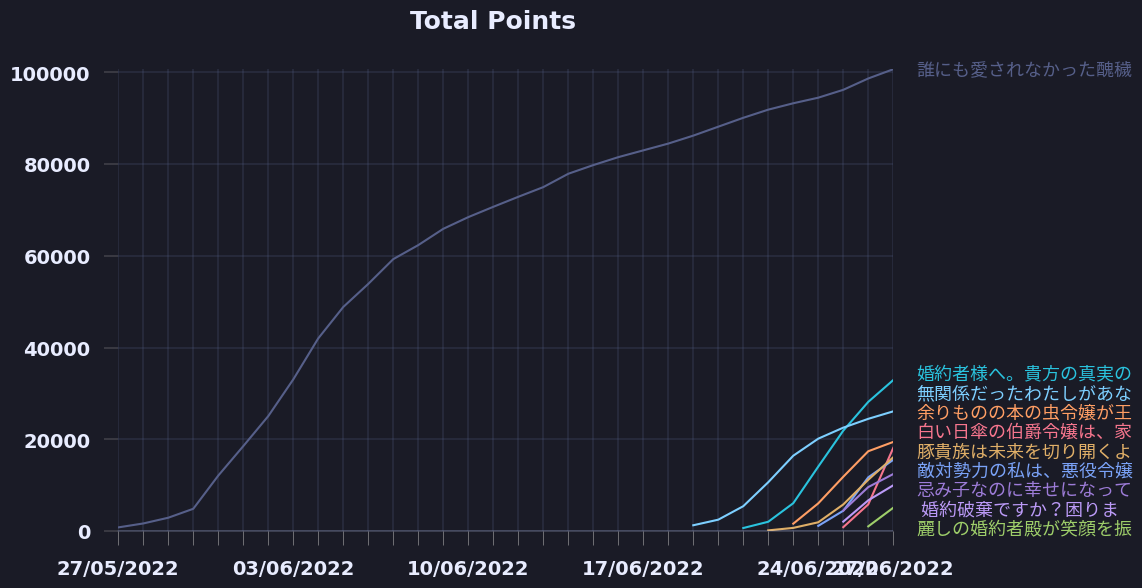 Total Points
100000
80000
60000
40000
20000
0
誰にも愛されなかった醜穢
婚約者様へ。貴方の真実の
無関係だったわたしがあな
余りものの本の虫令嬢が王
白い日傘の伯爵令嬢は、家
豚貴族は未来を切り開くよ
敵対勢力の私は、悪役令嬢
忌み子なのに幸せになって
婚約破棄ですか？困りま
麗しの婚約者殿が笑顔を振
27/05/2022 03/06/2022 10/06/2022 17/06/2022 24/06/2022 27/06/2022